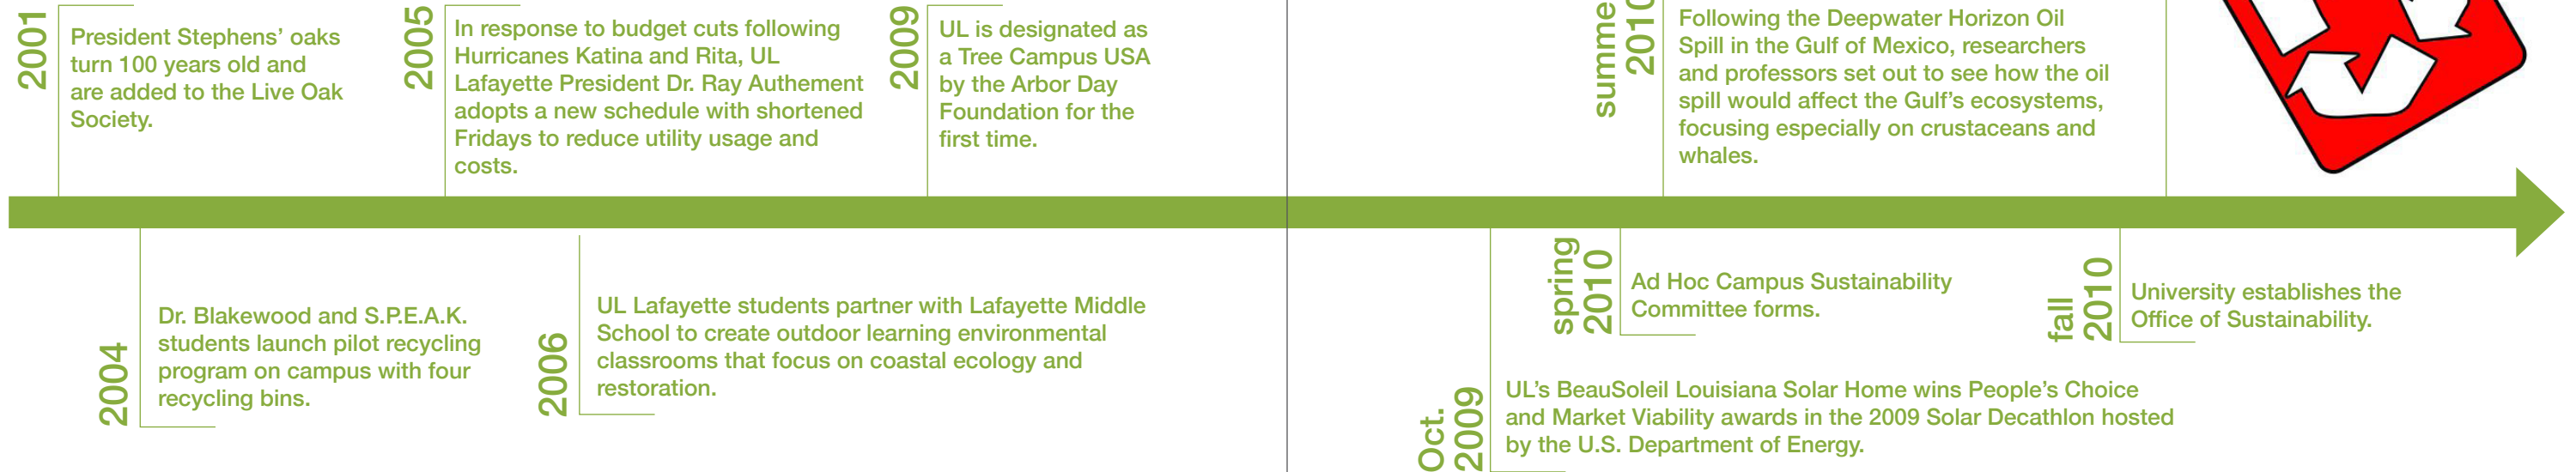 2001
President Stephens’ oaks
turn 100 years old and
are added to the Live Oak
Society.
2005
In response to budget cuts following
Hurricanes Katina and Rita, UL
Lafayette President Dr. Ray Authement
adopts a new schedule with shortened
Fridays to reduce utility usage and
costs.
2009
UL is designated as
a Tree Campus USA
by the Arbor Day
Foundation for the
first time.
2010
Following the Deepwater Horizon Oil
Spill in the Gulf of Mexico, researchers
and professors set out to see how the oil
spill would affect the Gulf’s ecosystems,
focusing especially on crustaceans and
whales.
2004
Dr. Blakewood and S.P.E.A.K.
students launch pilot recycling
program on campus with four
recycling bins.
2006
UL Lafayette students partner with Lafayette Middle
School to create outdoor learning environmental
classrooms that focus on coastal ecology and
restoration.
Oct.
2009
UL’s BeauSoleil Louisiana Solar Home wins People’s Choice
and Market Viability awards in the 2009 Solar Decathlon hosted
by the U.S. Department of Energy.
spring
2010
Ad Hoc Campus Sustainability
Committee forms.
fall
2010
University establishes the
Office of Sustainability.